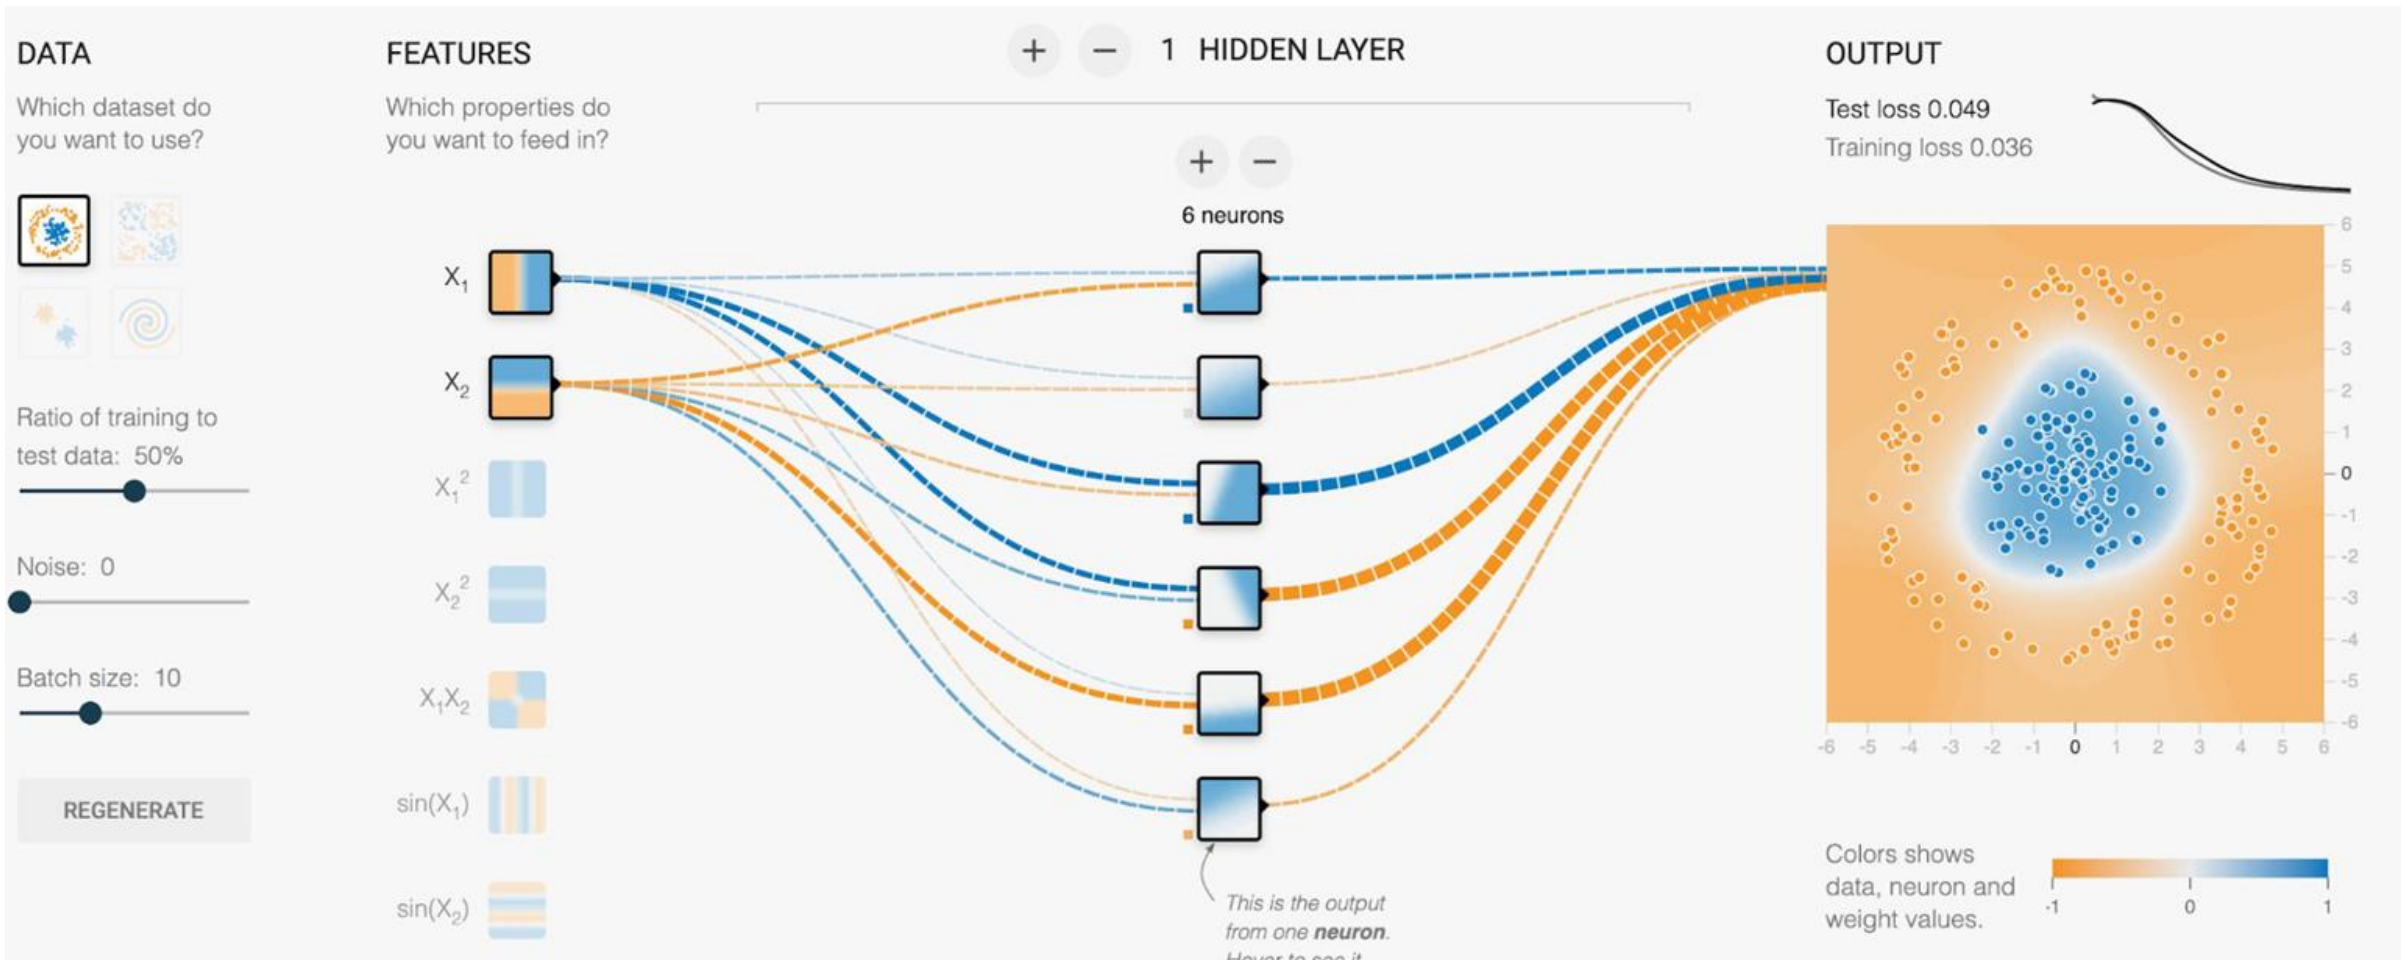 DATA
Which dataset do
you want to use?
Ratio of training to
test data: 50%
Noise: 0
Batch size: 10
REGENERATE
FEATURES
Which properties do
you want to feed in?
X₁
X₂
X₁²
X₂²
X₁X₂
sin(X₁)
sin(X₂)
+ − 1 HIDDEN LAYER
+ −
6 neurons
This is the output
from one neuron.
Hover to see it
OUTPUT
Test loss 0.049
Training loss 0.036
6
5
4
3
2
1
0
-1
-2
-3
-4
-5
-6
-6 -5 -4 -3 -2 -1 0 1 2 3 4 5 6
Colors shows
data, neuron and
weight values.
-1 0 1